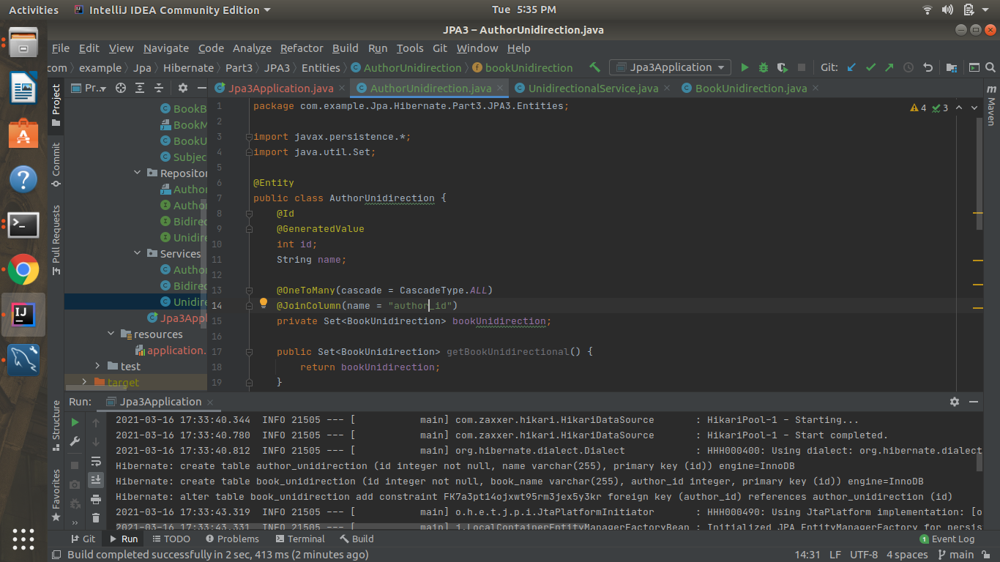 Activities IntelliJ IDEA Community Edition Tue 5:35 PM
JPA3 – AuthorUnidirection.java
File Edit View Navigate Code Analyze Refactor Build Run Tools Git Window Help
com example Jpa Hibernate Part3 JPA3 Entities AuthorUnidirection bookUnidirection Jpa3Application Git:
Project Pr... Jpa3Application.java AuthorUnidirection.java UnidirectionalService.java BookUnidirection.java
m Maven
Commit
Pull Requests
Structure
Favorites
BookB
BookM
BookU
Subjec
Repositor
Autho
Autho
Bidirec
Unidire
Services
Autho
Bidirec
Unidire
Jpa3Appl
resources
application.
test
target
4 3
1 package com.example.Jpa.Hibernate.Part3.JPA3.Entities;
2
3 import javax.persistence.*;
4 import java.util.Set;
5
6 @Entity
7 public class AuthorUnidirection {
8 @Id
9 @GeneratedValue
10 int id;
11 String name;
12
13 @OneToMany(cascade = CascadeType.ALL)
14 @JoinColumn(name = "author_id")
15 private Set<BookUnidirection> bookUnidirection;
16
17 public Set<BookUnidirection> getBookUnidirectional() {
18 return bookUnidirection;
19 }
Run: Jpa3Application
2021-03-16 17:33:40.344 INFO 21505 --- [ main] com.zaxxer.hikari.HikariDataSource : HikariPool-1 - Starting...
2021-03-16 17:33:40.780 INFO 21505 --- [ main] com.zaxxer.hikari.HikariDataSource : HikariPool-1 - Start completed.
2021-03-16 17:33:40.812 INFO 21505 --- [ main] org.hibernate.dialect.Dialect : HHH000400: Using dialect: org.hibernate.dialect
Hibernate: create table author_unidirection (id integer not null, name varchar(255), primary key (id)) engine=InnoDB
Hibernate: create table book_unidirection (id integer not null, book_name varchar(255), author_id integer, primary key (id)) engine=InnoDB
Hibernate: alter table book_unidirection add constraint FK7a3pt14ojxwt95rm3jex5y3kr foreign key (author_id) references author_unidirection (id)
2021-03-16 17:33:43.319 INFO 21505 --- [ main] o.h.e.t.j.p.i.JtaPlatformInitiator : HHH000490: Using JtaPlatform implementation: [o
2021-03-16 17:33:43.331 INFO 21505 --- [ main] j.LocalContainerEntityManagerFactoryBean : Initialized JPA EntityManagerFactory for persis
Git Run TODO Problems Terminal Build 1 Event Log
Build completed successfully in 2 sec, 413 ms (2 minutes ago) 14:31 LF UTF-8 4 spaces main